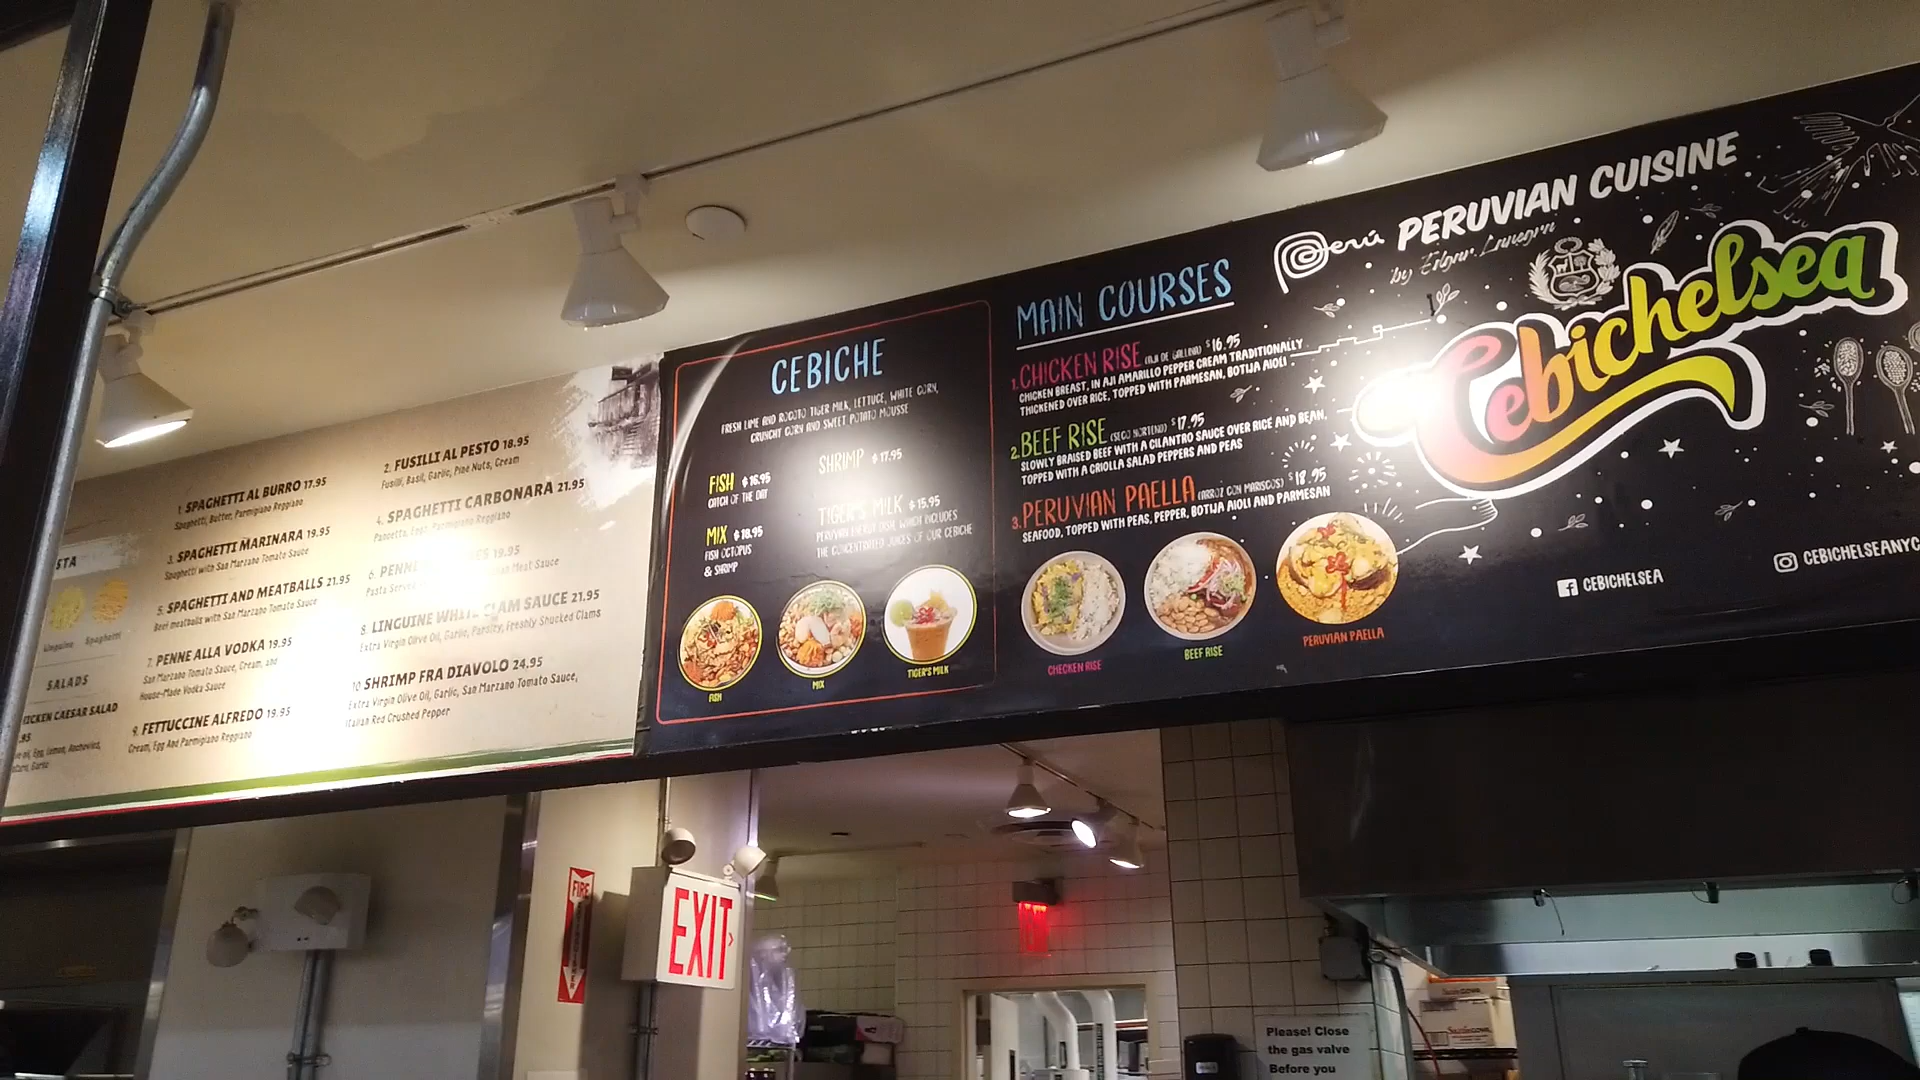 STA
Linguine Spaghetti
SALADS
ICKEN CAESAR SALAD
.95
1. SPAGHETTI AL BURRO 17.95
Spaghetti, Butter, Parmigiano Reggiano
3. SPAGHETTI MARINARA 19.95
Spaghetti with San Marzano Tomato Sauce
5. SPAGHETTI AND MEATBALLS 21.95
Beef meatballs with San Marzano Tomato Sauce
7. PENNE ALLA VODKA 19.95
San Marzano Tomato Sauce, Cream, and
House-Made Vodka Sauce
9. FETTUCCINE ALFREDO 19.95
Cream, Egg And Parmigiano Reggiano
2. FUSILLI AL PESTO 18.95
Fusilli, Basil, Garlic, Pine Nuts, Cream
4. SPAGHETTI CARBONARA 21.95
Pancetta, Eggs, Parmigiano Reggiano
6. PENNE 19.95
Pasta Meat Sauce
8. LINGUINE WHITE CLAM SAUCE 21.95
Extra Virgin Olive Oil, Garlic, Parsley, Freshly Shucked Clams
10. SHRIMP FRA DIAVOLO 24.95
Extra Virgin Olive Oil, Garlic, San Marzano Tomato Sauce,
Italian Red Crushed Pepper
CEBICHE
FRESH LIME AND ROCOTO TIGER MILK, LETTUCE, WHITE CORN,
CRUNCHY CORN AND SWEET POTATO MOUSSE
FISH $16.95
CATCH OF THE DAY
MIX $18.95
FISH OCTOPUS
& SHRIMP
SHRIMP $17.95
TIGER'S MILK $15.95
PERUVIAN ENERGY DISH, WHICH INCLUDES
THE CONCENTRATED JUICES OF OUR CEBICHE
FISH
MIX
TIGER'S MILK
MAIN COURSES
1. CHICKEN RISE (AJI DE GALLINA) $16.95
CHICKEN BREAST, IN AJI AMARILLO PEPPER CREAM TRADITIONALLY
THICKENED OVER RICE, TOPPED WITH PARMESAN, BOTIJA AIOLI
2. BEEF RISE (SECO NORTENO) $17.95
SLOWLY BRAISED BEEF WITH A CILANTRO SAUCE OVER RICE AND BEAN,
TOPPED WITH A CRIOLLA SALAD PEPPERS AND PEAS
3. PERUVIAN PAELLA (ARROZ CON MARISCOS) $18.95
SEAFOOD, TOPPED WITH PEAS, PEPPER, BOTIJA AIOLI AND PARMESAN
CHECKEN RISE
BEEF RISE
PERUVIAN PAELLA
Perú PERUVIAN CUISINE
by Edgar
Cebichelsea
CEBICHELSEA
CEBICHELSEANYC
FIRE
EXIT
Please! Close
the gas valve
Before you